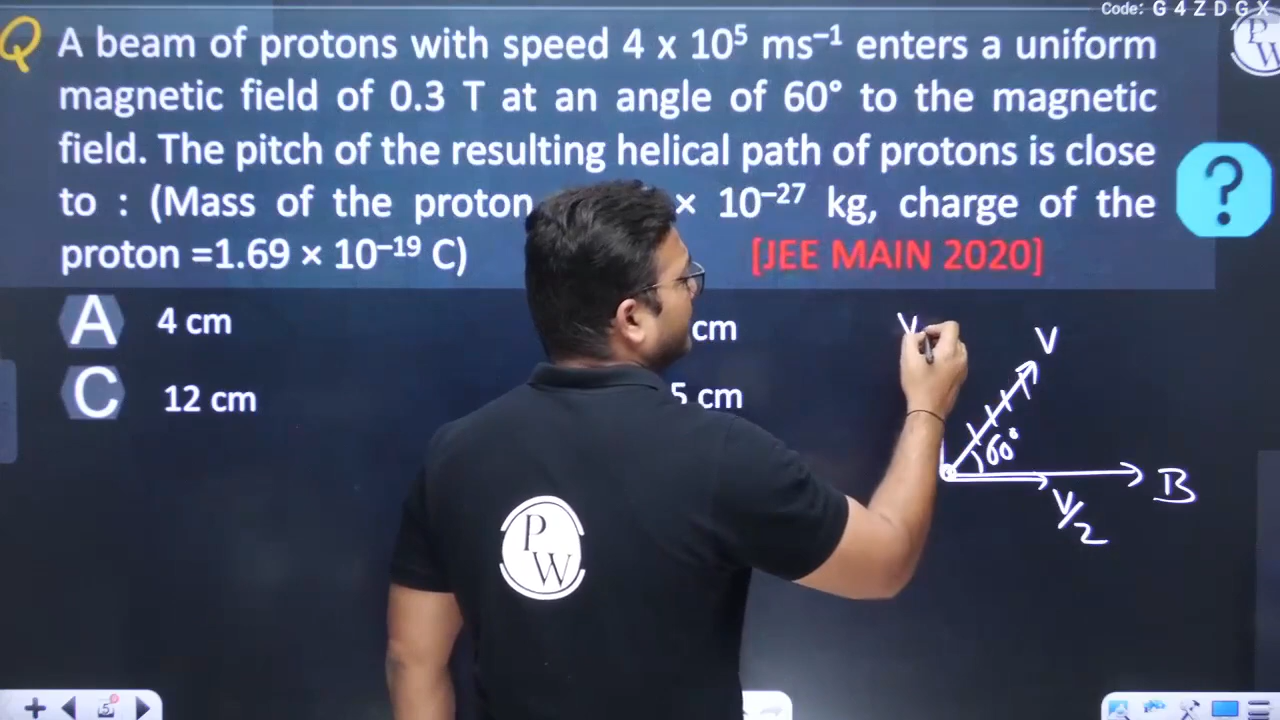 Code: G 4 Z D G X
Q A beam of protons with speed 4 x 10⁵ ms⁻¹ enters a uniform
magnetic field of 0.3 T at an angle of 60° to the magnetic
field. The pitch of the resulting helical path of protons is close
to : (Mass of the proton × 10⁻²⁷ kg, charge of the
proton =1.69 × 10⁻¹⁹ C) [JEE MAIN 2020]
A 4 cm cm
C 12 cm 5 cm
V V
60°
B
V/2
P W
P W
5